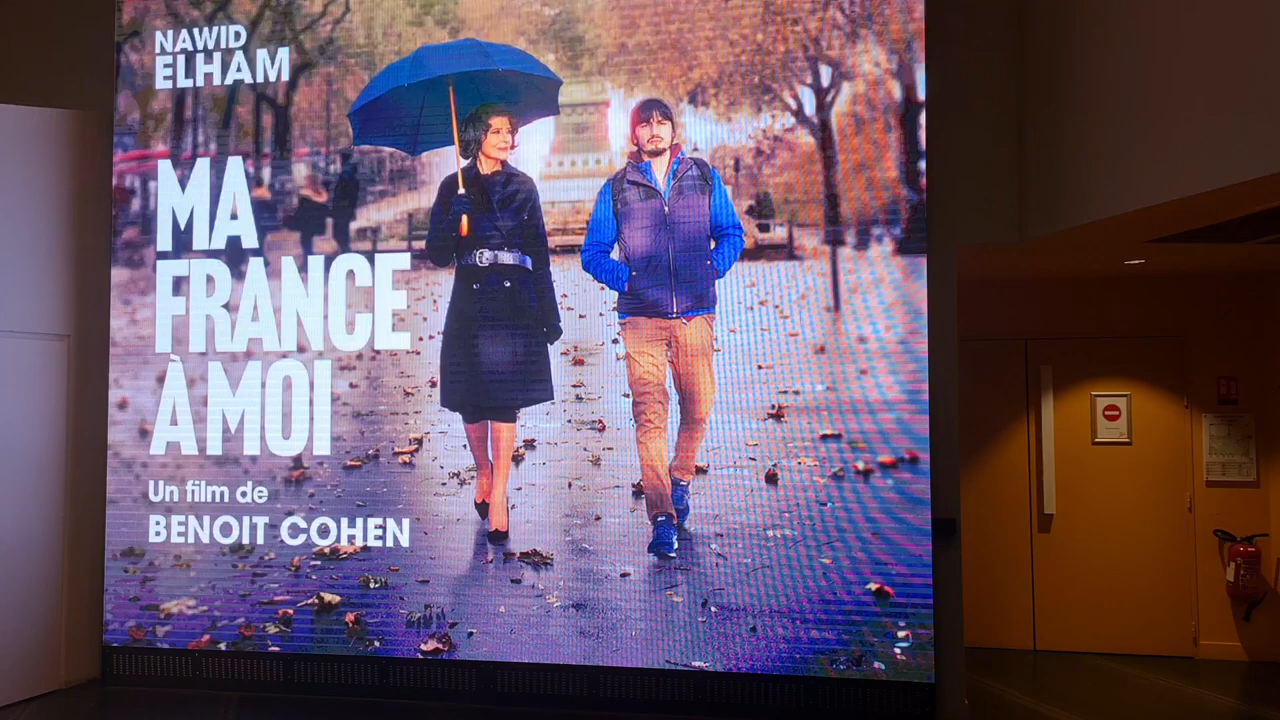 NAWID
ELHAM
MA
FRANCE
À MOI
Un film de
BENOIT COHEN